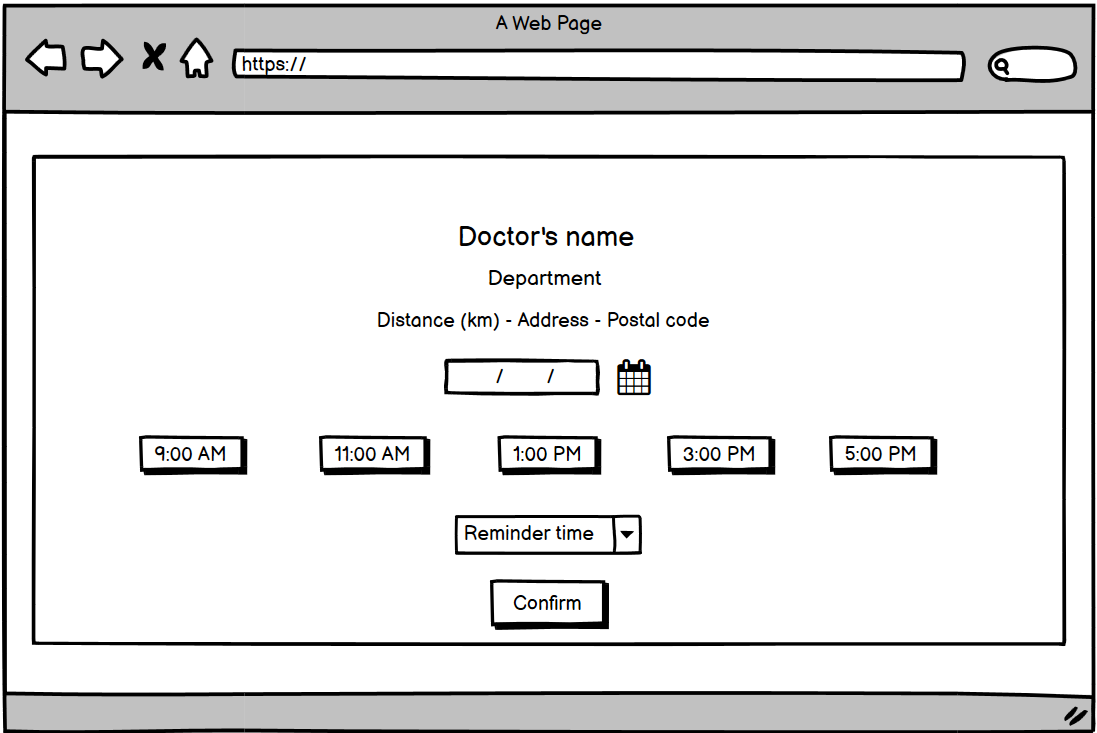 A Web Page
https://
Doctor's name
Department
Distance (km) - Address - Postal code
/ /
9:00 AM 11:00 AM 1:00 PM 3:00 PM 5:00 PM
Reminder time
Confirm